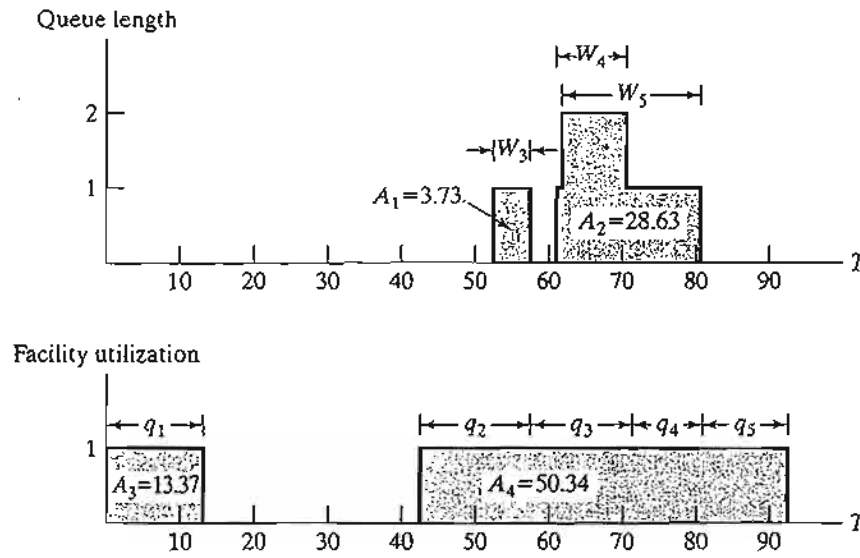 Queue length
W₄
W₅
2
W₃
1
A₁=3.73
A₂=28.63
10 20 30 40 50 60 70 80 90
Facility utilization
q₁ q₂ q₃ q₄ q₅
1
A₃=13.37 A₄=50.34
10 20 30 40 50 60 70 80 90